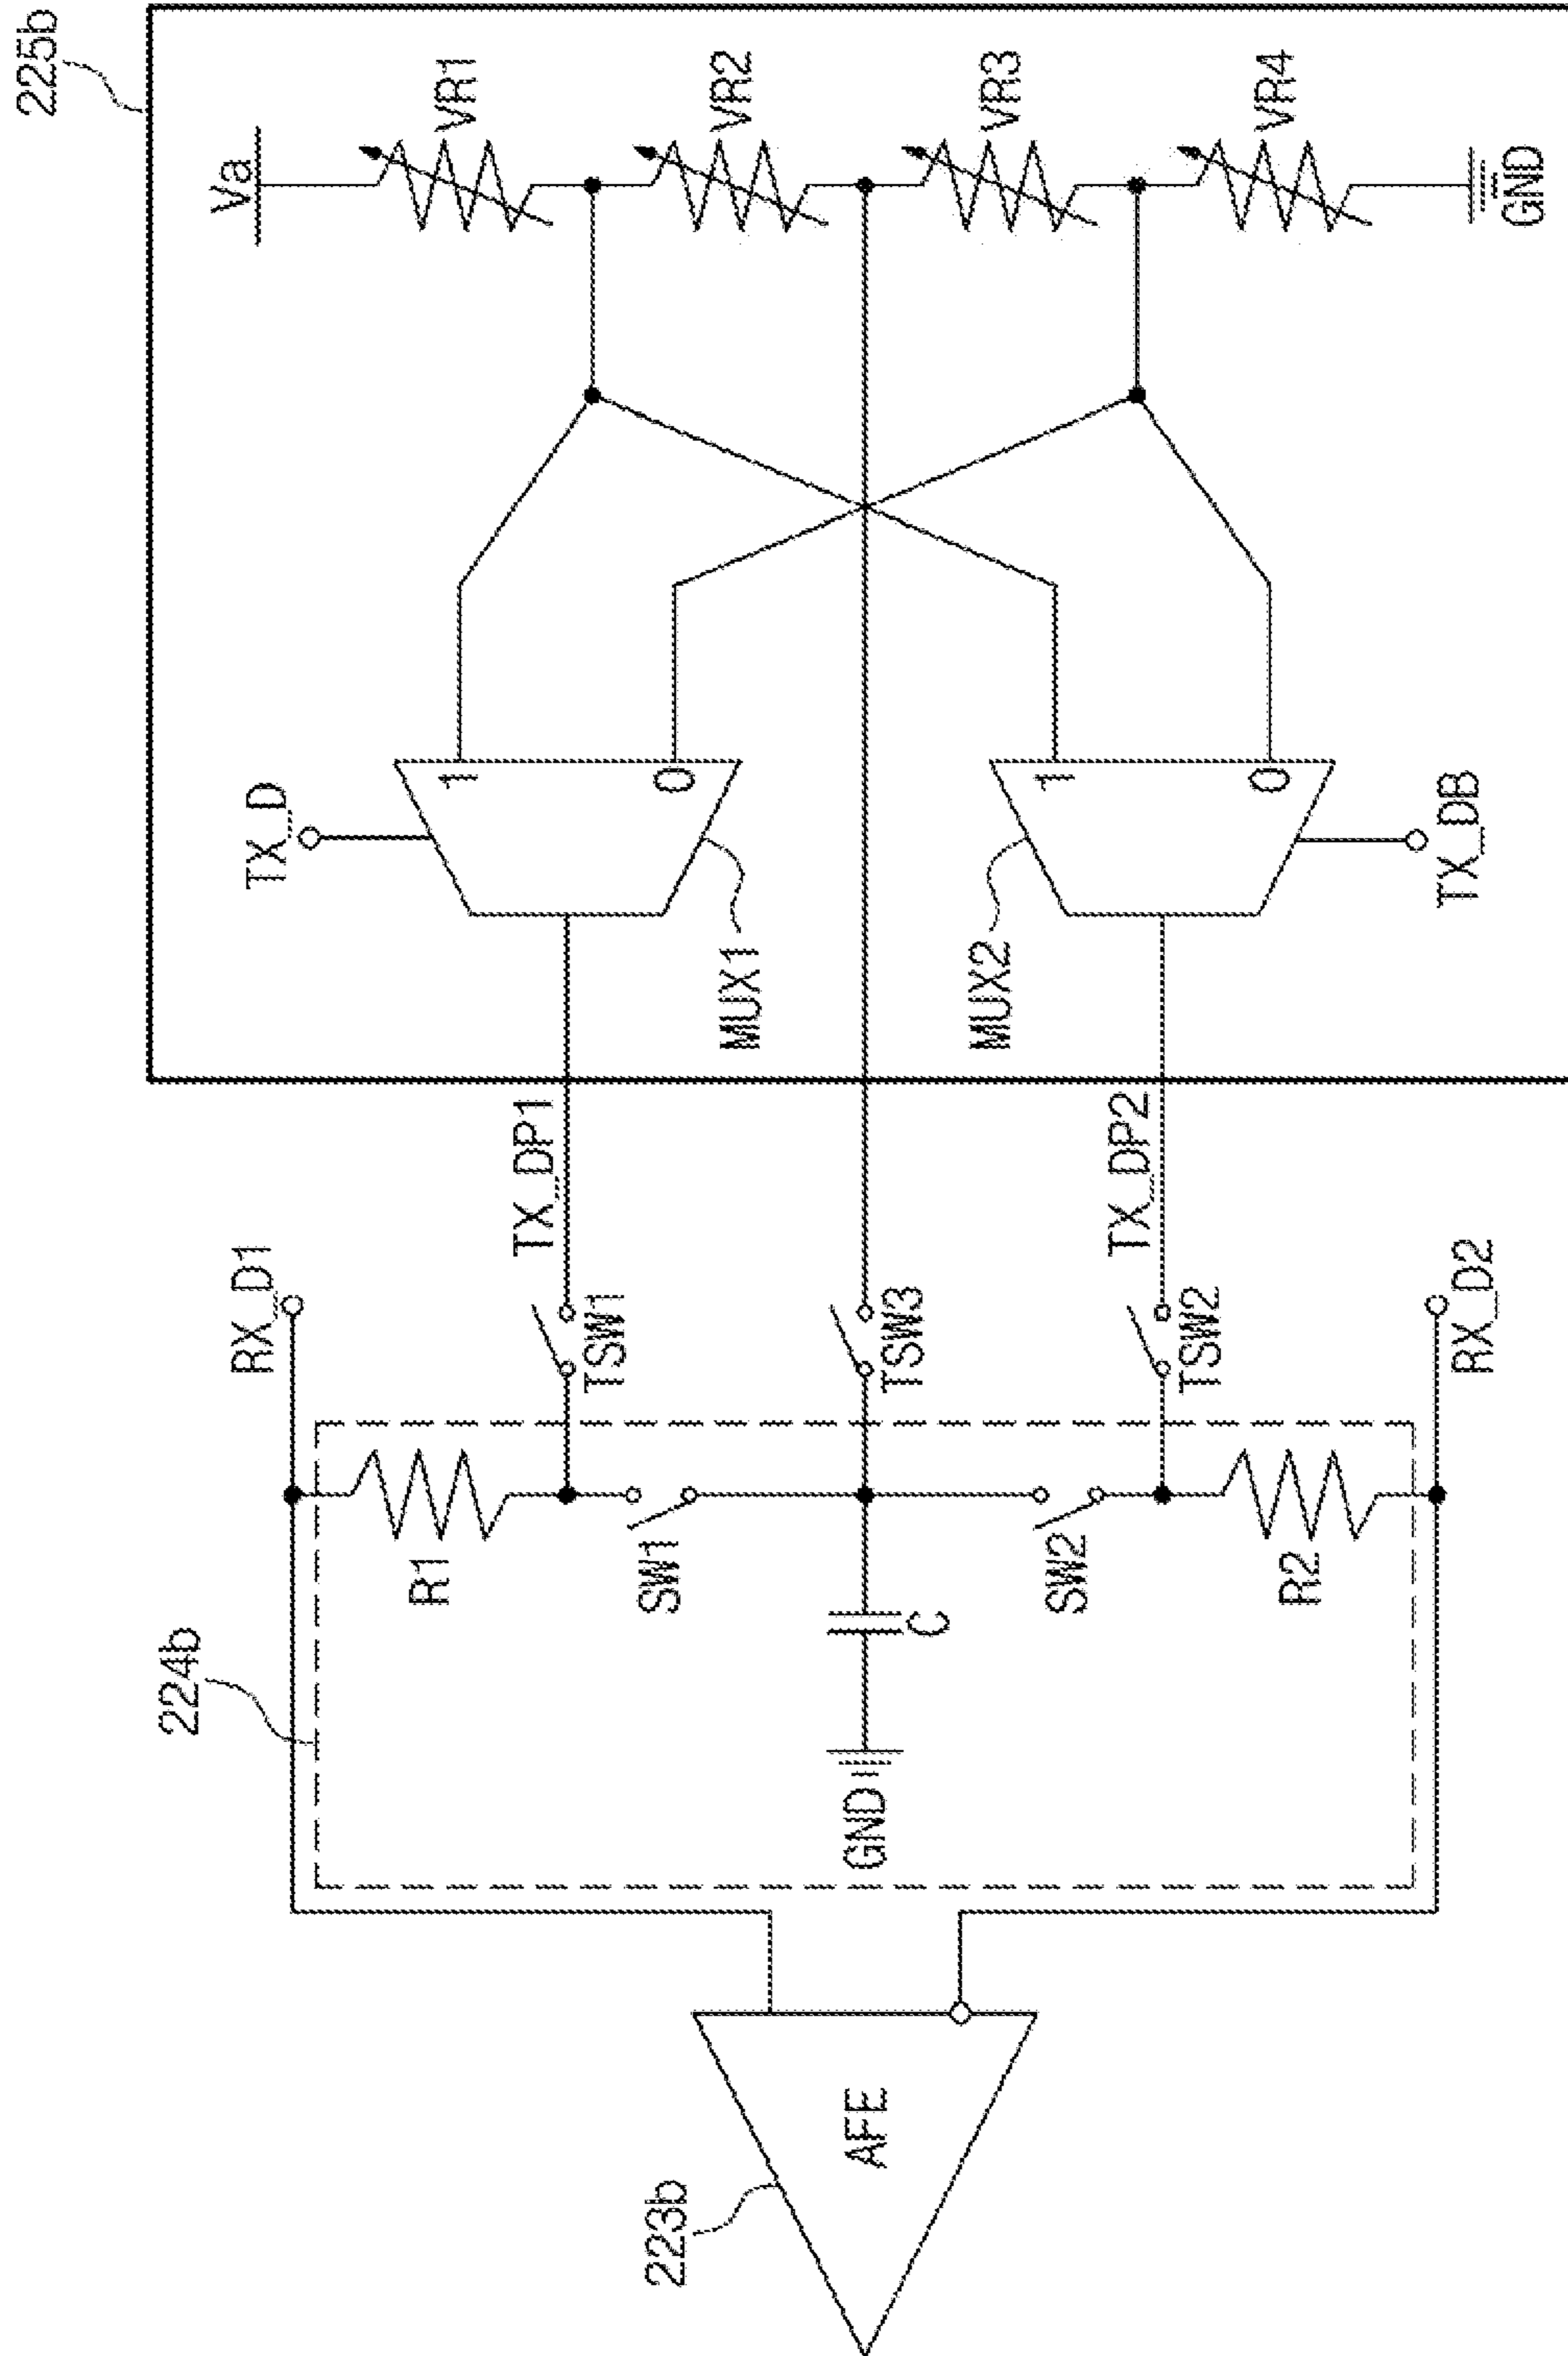 225b
Va
VR1
VR2
VR3
VR4
GND
TX_D
1
0
MUX1
1
0
MUX2
TX_DB
TX_DP1
TX_DP2
RX_D1
TSW1
TSW3
TSW2
RX_D2
224b
R1
SW1
C
GND
SW2
R2
223b
AFE